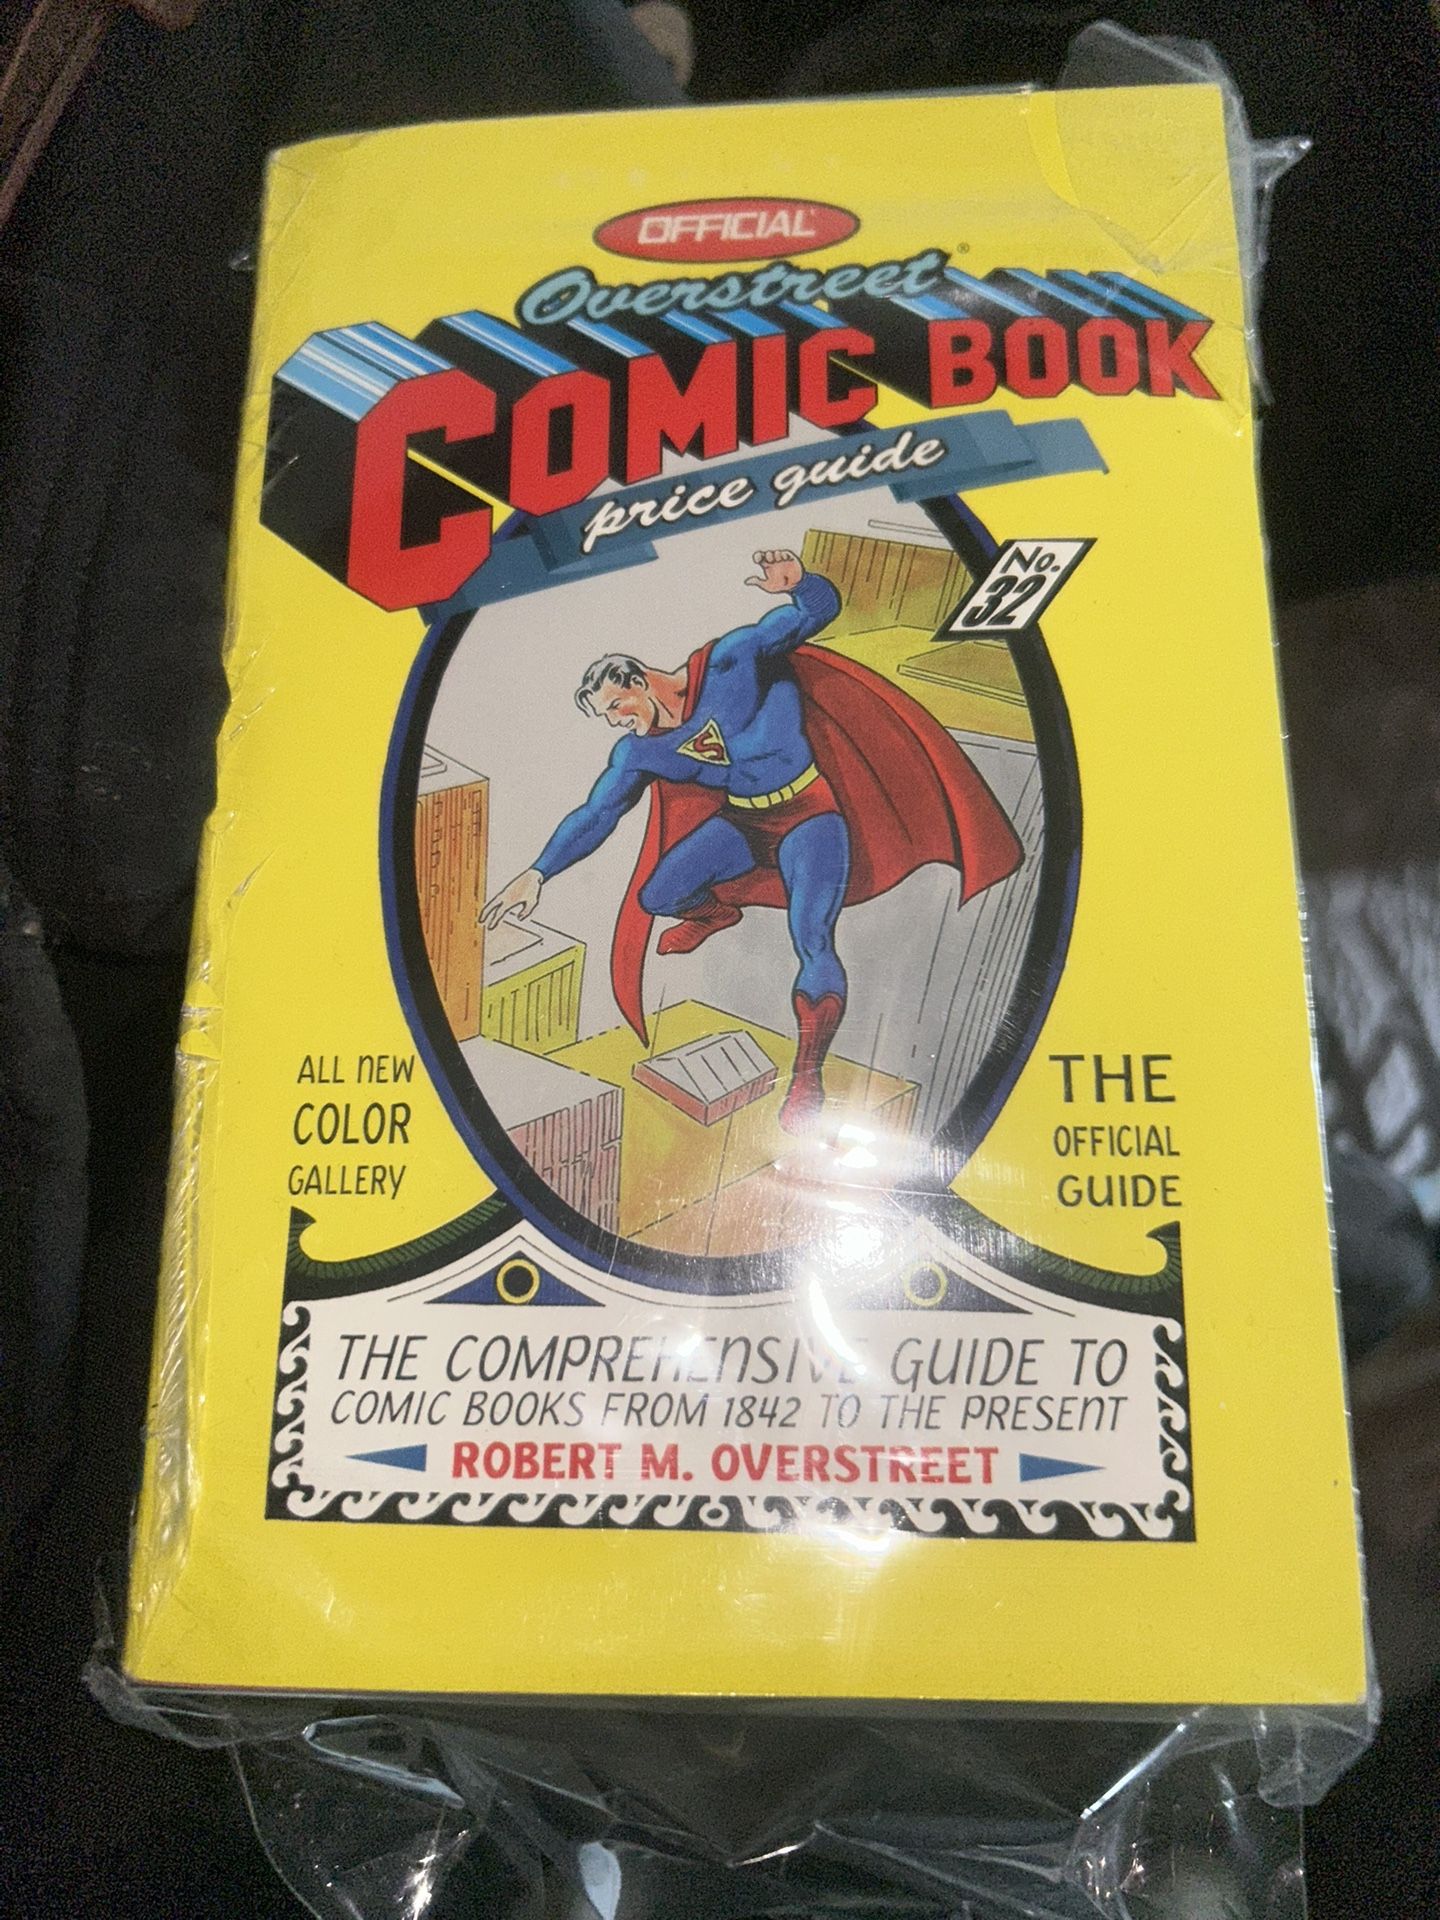 OFFICIAL
Overstreet®
COMIC BOOK
price guide
No.
32
S
ALL NEW
COLOR
GALLERY
THE
OFFICIAL
GUIDE
THE COMPREHENSIVE GUIDE TO
COMIC BOOKS FROM 1842 TO THE PRESENT
ROBERT M. OVERSTREET